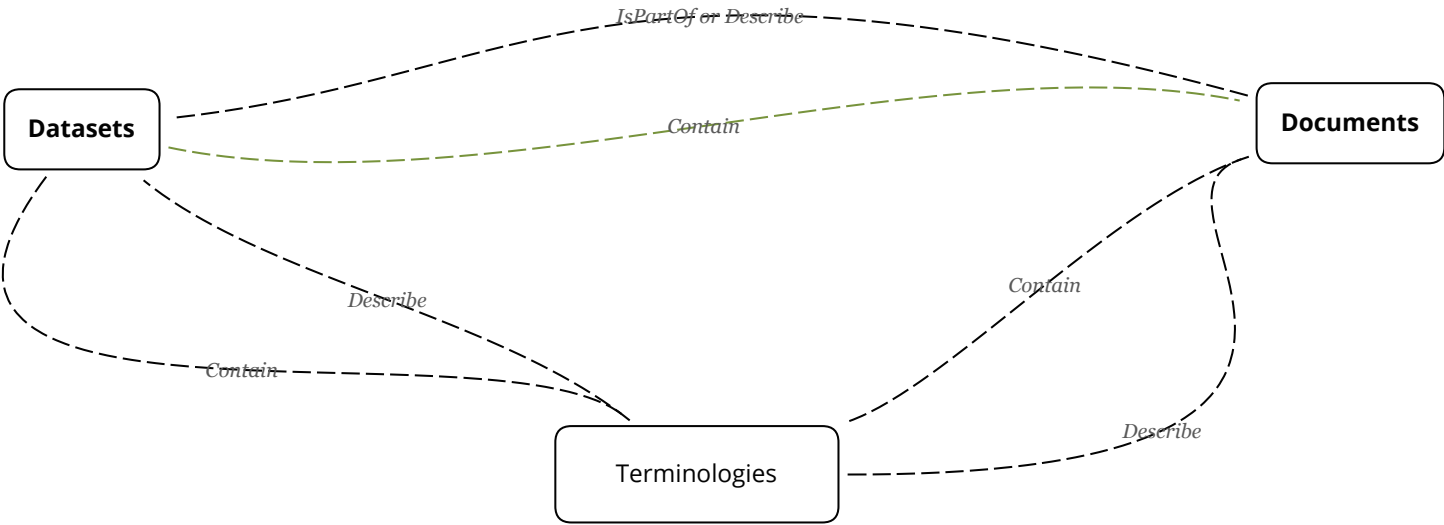 IsPartOf or Describe
Datasets
Documents
Contain
Contain
Describe
Contain
Describe
Terminologies